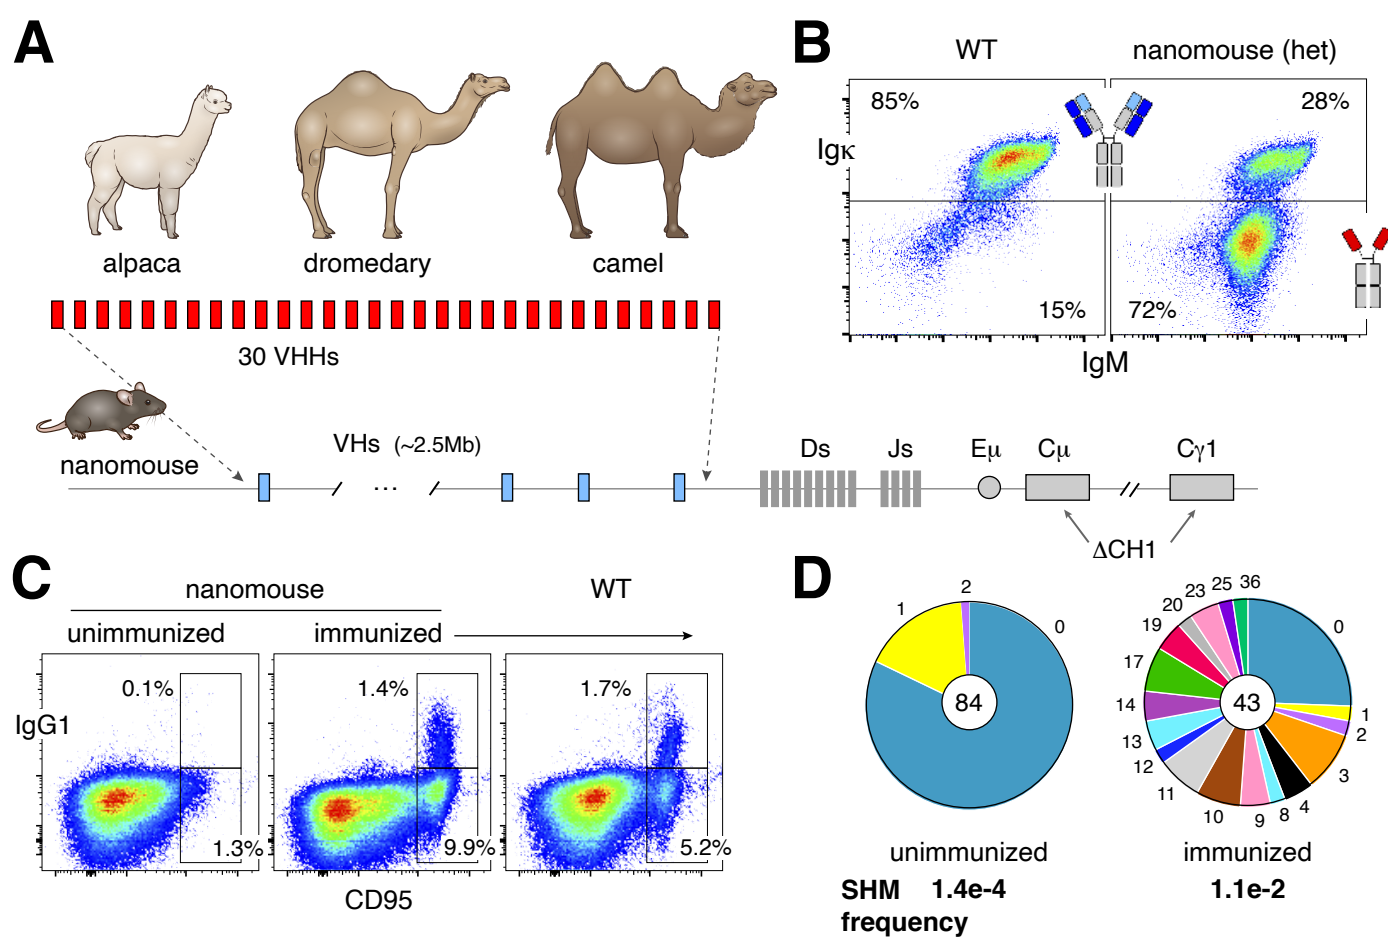 A
alpaca
dromedary
camel
30 VHHs
nanomouse
VHs (~2.5Mb)
...
Ds
Js
Eμ
Cμ
Cγ1
ΔCH1
B
WT
nanomouse (het)
85%
28%
Igκ
15%
72%
IgM
C
nanomouse
WT
unimmunized
immunized
0.1%
1.4%
1.7%
IgG1
1.3%
9.9%
5.2%
CD95
D
2
1
0
84
36
25
23
20
19
17
14
13
12
11
10
9
8
4
3
2
1
0
43
unimmunized
immunized
SHM 1.4e-4 1.1e-2
frequency